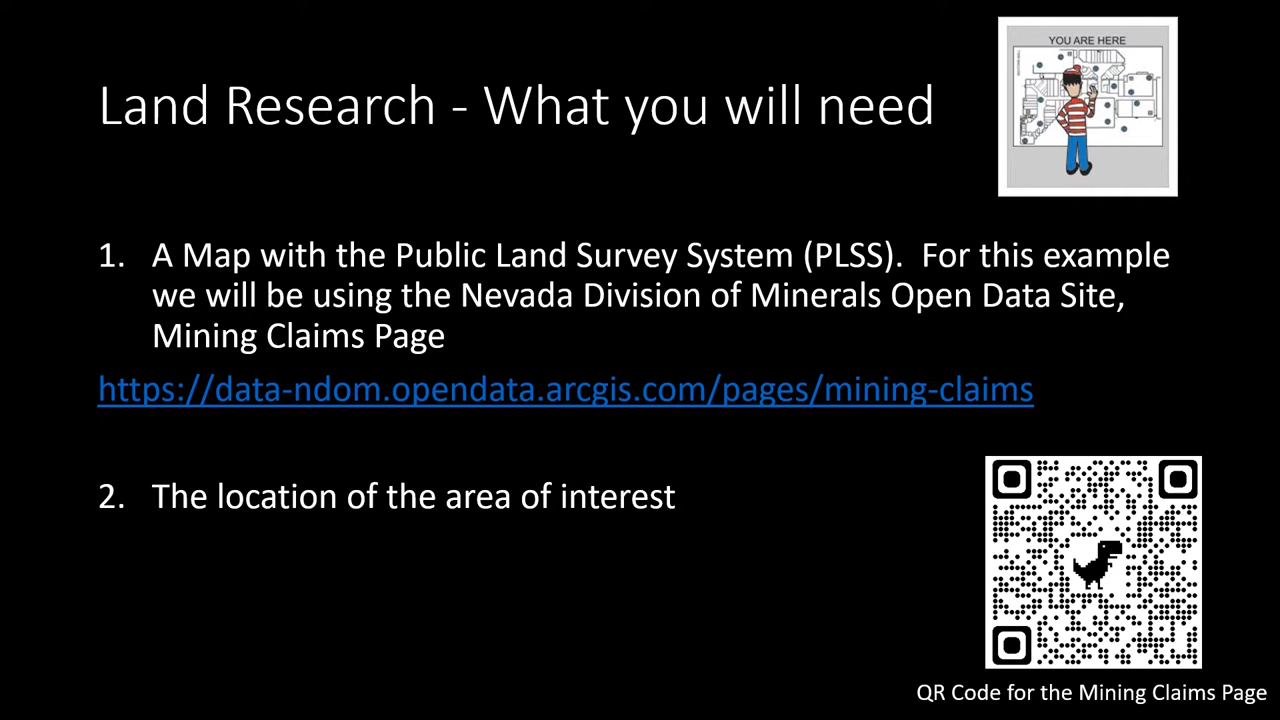 YOU ARE HERE
Land Research - What you will need
1. A Map with the Public Land Survey System (PLSS).  For this example
we will be using the Nevada Division of Minerals Open Data Site,
Mining Claims Page
https://data-ndom.opendata.arcgis.com/pages/mining-claims
2. The location of the area of interest
QR Code for the Mining Claims Page